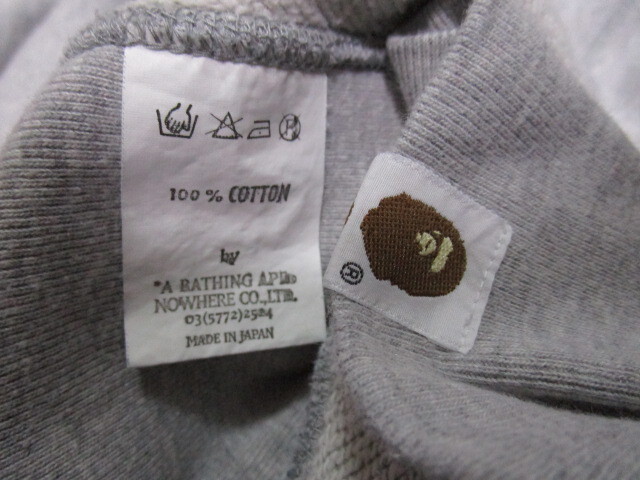 100% COTTON
by
"A BATHING APE"
NOWHERE CO.,LTD.
03(5772)2524
MADE IN JAPAN
®